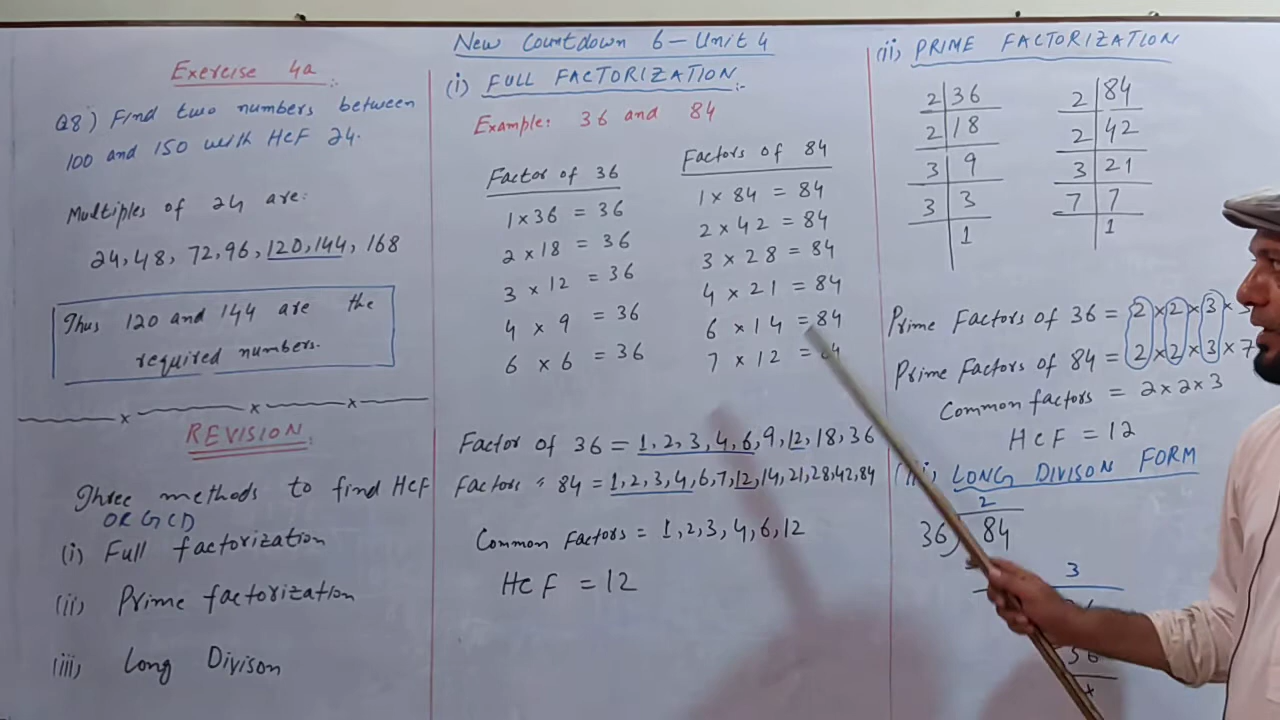 New Countdown 6 - Unit 4
Exercise 4a
Q8) Find two numbers between
100 and 150 with HCF 24.
Multiples of 24 are:
24, 48, 72, 96, 120, 144, 168
Thus 120 and 144 are the
required numbers.
x x x
REVISION:
Three methods to find HCF
OR GCD
(i) Full factorization
(ii) Prime factorization
(iii) Long Divison
(i) FULL FACTORIZATION
Example: 36 and 84
Factor of 36
1 x 36 = 36
2 x 18 = 36
3 x 12 = 36
4 x 9 = 36
6 x 6 = 36
Factors of 84
1 x 84 = 84
2 x 42 = 84
3 x 28 = 84
4 x 21 = 84
6 x 14 = 84
7 x 12 = 4
Factor of 36 = 1, 2, 3, 4, 6, 9, 12, 18, 36
Factors " 84 = 1, 2, 3, 4, 6, 7, 12, 14, 21, 28, 42, 84
Common Factors = 1, 2, 3, 4, 6, 12
HCF = 12
(ii) PRIME FACTORIZATION
2 | 36
2 | 18
3 | 9
3 | 3
1
2 | 84
2 | 42
3 | 21
7 | 7
1
Prime Factors of 36 = 2 x 2 x 3 x 3
Prime Factors of 84 = 2 x 2 x 3 x 7
Common factors = 2 x 2 x 3
HCF = 12
(iii) LONG DIVISON FORM
2
36) 84
3
36
x